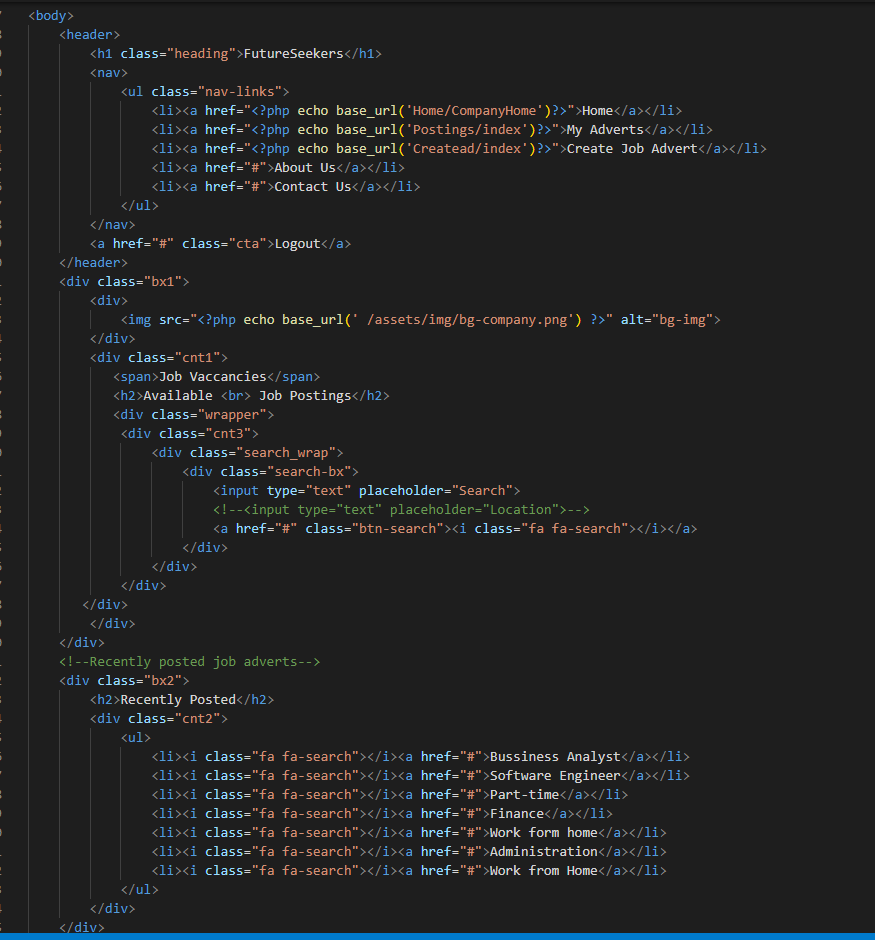 <body>
<header>
<h1 class="heading">FutureSeekers</h1>
<nav>
<ul class="nav-links">
<li><a href="<?php echo base_url('Home/CompanyHome')?>">Home</a></li>
<li><a href="<?php echo base_url('Postings/index')?>">My Adverts</a></li>
<li><a href="<?php echo base_url('Createad/index')?>">Create Job Advert</a></li>
<li><a href="#">About Us</a></li>
<li><a href="#">Contact Us</a></li>
</ul>
</nav>
<a href="#" class="cta">Logout</a>
</header>
<div class="bx1">
<div>
<img src="<?php echo base_url(' /assets/img/bg-company.png') ?>" alt="bg-img">
</div>
<div class="cnt1">
<span>Job Vaccancies</span>
<h2>Available <br> Job Postings</h2>
<div class="wrapper">
<div class="cnt3">
<div class="search_wrap">
<div class="search-bx">
<input type="text" placeholder="Search">
<!--<input type="text" placeholder="Location">-->
<a href="#" class="btn-search"><i class="fa fa-search"></i></a>
</div>
</div>
</div>
</div>
</div>
</div>
<!--Recently posted job adverts-->
<div class="bx2">
<h2>Recently Posted</h2>
<div class="cnt2">
<ul>
<li><i class="fa fa-search"></i><a href="#">Bussiness Analyst</a></li>
<li><i class="fa fa-search"></i><a href="#">Software Engineer</a></li>
<li><i class="fa fa-search"></i><a href="#">Part-time</a></li>
<li><i class="fa fa-search"></i><a href="#">Finance</a></li>
<li><i class="fa fa-search"></i><a href="#">Work form home</a></li>
<li><i class="fa fa-search"></i><a href="#">Administration</a></li>
<li><i class="fa fa-search"></i><a href="#">Work from Home</a></li>
</ul>
</div>
</div>